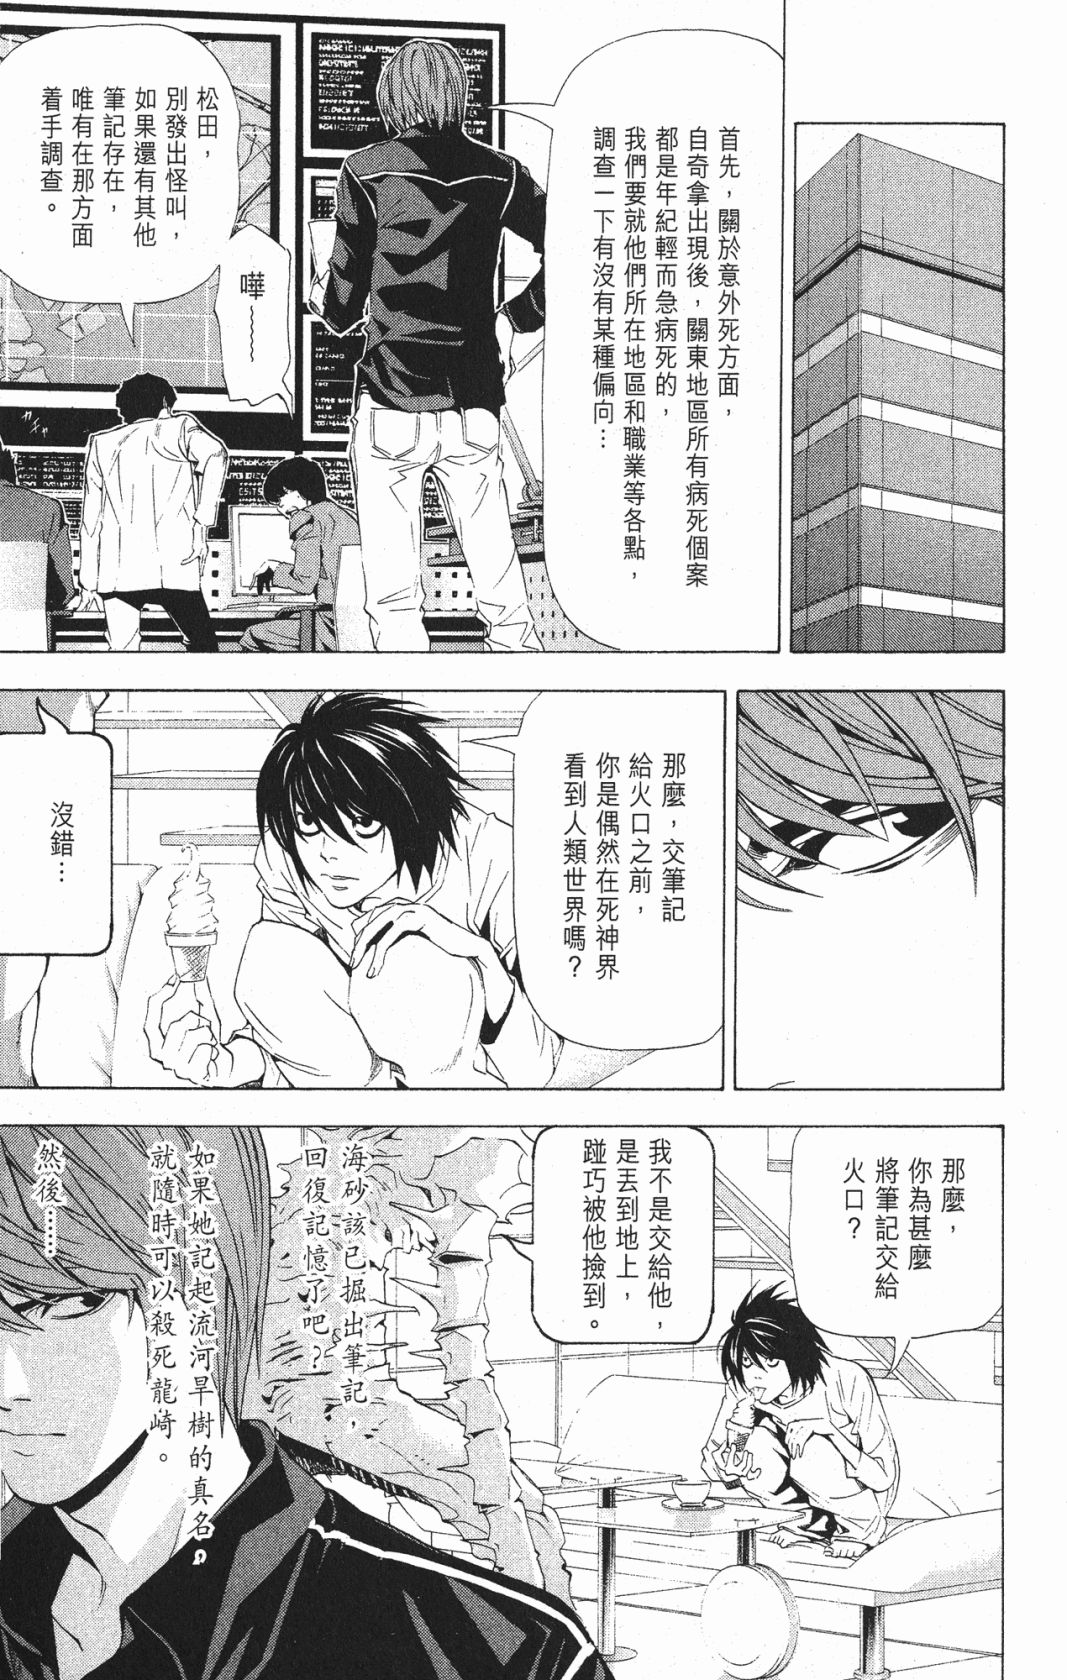 首先，關於意外死方面，
自奇拿出現後，關東地區所有病死個案
都是年紀輕而急病死的，
我們要就他們所在地區和職業等各點，
調查一下有沒有某種偏向…
嘩～～
松田，
別發出怪叫，
如果還有其他
筆記存在，
唯有在那方面
着手調查。
カチャ
那麼，交筆記
給火口之前，
你是偶然在死神界
看到人類世界嗎？
沒錯…
那麼，
你為甚麼
將筆記交給
火口？
我不是交給他，
是丟到地上，
踫巧被他撿到。
海砂該已掘出筆記，
回復記憶了吧？
如果她記起流河旱樹的真名，
就隨時可以殺死龍崎。
然後……